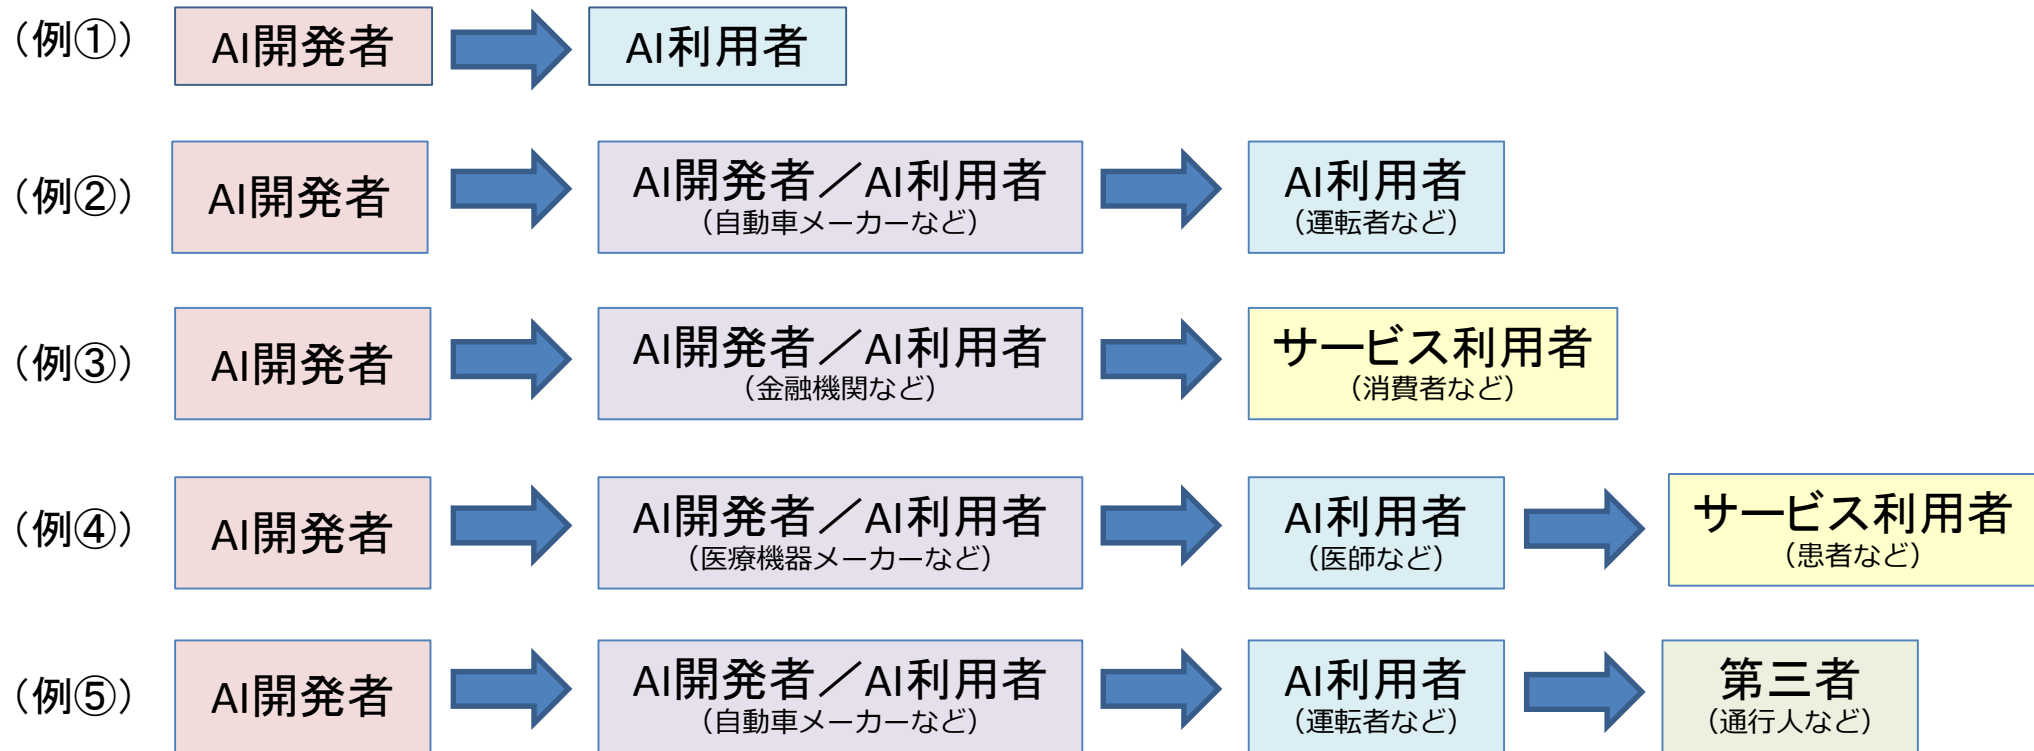 （例①） AI開発者 AI利用者
（例②） AI開発者 AI開発者／AI利用者 AI利用者
（自動車メーカーなど） （運転者など）
（例③） AI開発者 AI開発者／AI利用者 サービス利用者
（金融機関など） （消費者など）
（例④） AI開発者 AI開発者／AI利用者 AI利用者 サービス利用者
（医療機器メーカーなど） （医師など） （患者など）
（例⑤） AI開発者 AI開発者／AI利用者 AI利用者 第三者
（自動車メーカーなど） （運転者など） （通行人など）